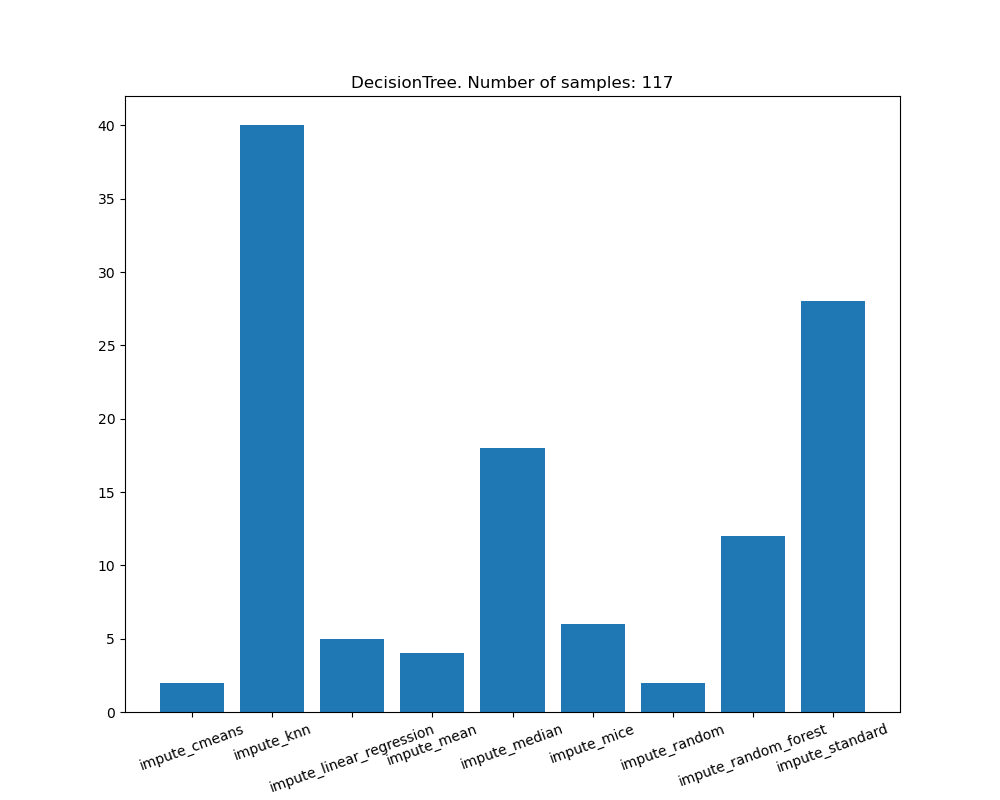 DecisionTree. Number of samples: 117
40
35
30
25
20
15
10
5
0
impute_cmeans
impute_knn
impute_linear_regression
impute_mean
impute_median
impute_mice
impute_random
impute_random_forest
impute_standard